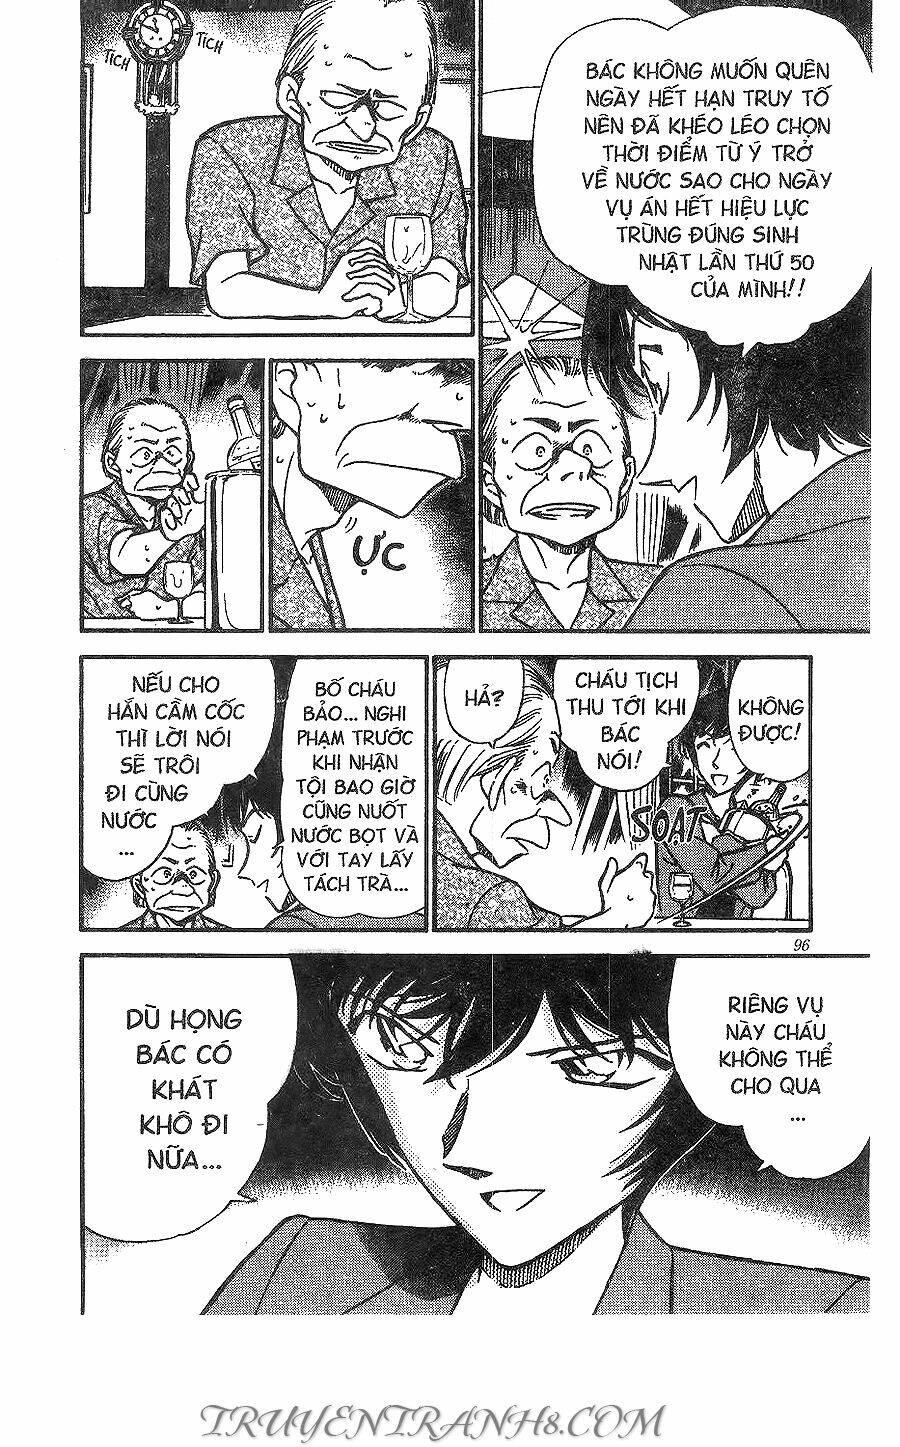 BÁC KHÔNG MUỐN QUÊN
NGÀY HẾT HẠN TRUY TỐ
NÊN ĐÃ KHÉO LÉO CHỌN
THỜI ĐIỂM TỪ Ý TRỞ
VỀ NƯỚC SAO CHO NGÀY
VỤ ÁN HẾT HIỆU LỰC
TRÙNG ĐÚNG SINH
NHẬT LẦN THỨ 50
CỦA MÌNH!!
TÍCH
TÍCH
ỰC
KHÔNG
ĐƯỢC!
CHÁU TỊCH
THU TỚI KHI
BÁC
NÓI!
HẢ?
SOẠT
BỐ CHÁU
BẢO... NGHI
PHẠM TRƯỚC
KHI NHẬN
TỘI BAO GIỜ
CŨNG NUỐT
NƯỚC BỌT VÀ
VỚI TAY LẤY
TÁCH TRÀ...
NẾU CHO
HẮN CẦM CỐC
THÌ LỜI NÓI
SẼ TRÔI
ĐI CÙNG
NƯỚC
...
96
RIÊNG VỤ
NÀY CHÁU
KHÔNG THỂ
CHO QUA
...
DÙ HỌNG
BÁC CÓ
KHÁT
KHÔ ĐI
NỮA...
TRUYENTRANH8.COM